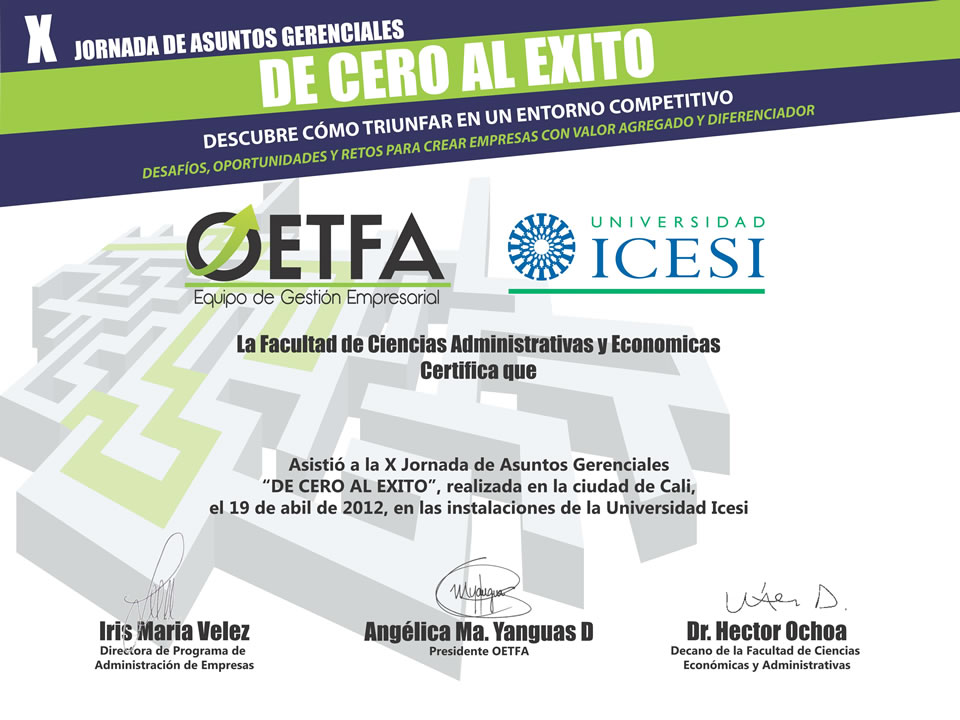 X JORNADA DE ASUNTOS GERENCIALES
DE CERO AL EXITO
DESCUBRE CÓMO TRIUNFAR EN UN ENTORNO COMPETITIVO
DESAFÍOS, OPORTUNIDADES Y RETOS PARA CREAR EMPRESAS CON VALOR AGREGADO Y DIFERENCIADOR
OETFA
Equipo de Gestión Empresarial
UNIVERSIDAD
ICESI
La Facultad de Ciencias Administrativas y Economicas
Certifica que
Asistió a la X Jornada de Asuntos Gerenciales
“DE CERO AL EXITO”, realizada en la ciudad de Cali,
el 19 de abil de 2012, en las instalaciones de la Universidad Icesi
Iris Maria Velez
Directora de Programa de
Administración de Empresas
Angélica Ma. Yanguas D
Presidente OETFA
Dr. Hector Ochoa
Decano de la Facultad de Ciencias
Económicas y Administrativas